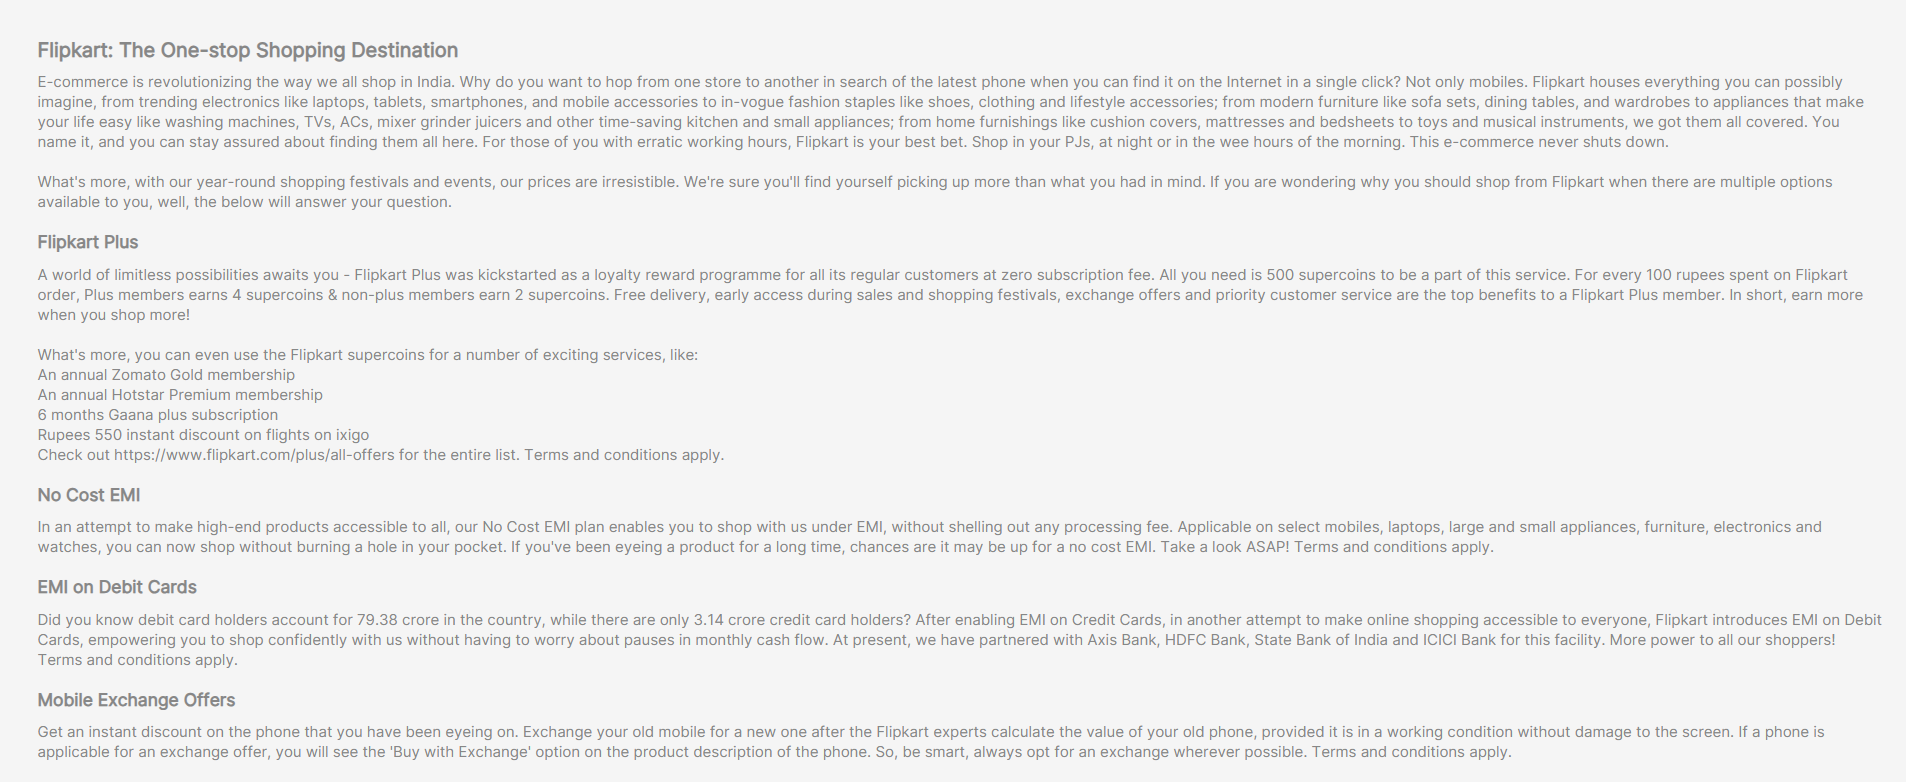 Flipkart: The One-stop Shopping Destination
E-commerce is revolutionizing the way we all shop in India. Why do you want to hop from one store to another in search of the latest phone when you can find it on the Internet in a single click? Not only mobiles. Flipkart houses everything you can possibly
imagine, from trending electronics like laptops, tablets, smartphones, and mobile accessories to in-vogue fashion staples like shoes, clothing and lifestyle accessories; from modern furniture like sofa sets, dining tables, and wardrobes to appliances that make
your life easy like washing machines, TVs, ACs, mixer grinder juicers and other time-saving kitchen and small appliances; from home furnishings like cushion covers, mattresses and bedsheets to toys and musical instruments, we got them all covered. You
name it, and you can stay assured about finding them all here. For those of you with erratic working hours, Flipkart is your best bet. Shop in your PJs, at night or in the wee hours of the morning. This e-commerce never shuts down.
What's more, with our year-round shopping festivals and events, our prices are irresistible. We're sure you'll find yourself picking up more than what you had in mind. If you are wondering why you should shop from Flipkart when there are multiple options
available to you, well, the below will answer your question.
Flipkart Plus
A world of limitless possibilities awaits you - Flipkart Plus was kickstarted as a loyalty reward programme for all its regular customers at zero subscription fee. All you need is 500 supercoins to be a part of this service. For every 100 rupees spent on Flipkart
order, Plus members earns 4 supercoins & non-plus members earn 2 supercoins. Free delivery, early access during sales and shopping festivals, exchange offers and priority customer service are the top benefits to a Flipkart Plus member. In short, earn more
when you shop more!
What's more, you can even use the Flipkart supercoins for a number of exciting services, like:
An annual Zomato Gold membership
An annual Hotstar Premium membership
6 months Gaana plus subscription
Rupees 550 instant discount on flights on ixigo
Check out https://www.flipkart.com/plus/all-offers for the entire list. Terms and conditions apply.
No Cost EMI
In an attempt to make high-end products accessible to all, our No Cost EMI plan enables you to shop with us under EMI, without shelling out any processing fee. Applicable on select mobiles, laptops, large and small appliances, furniture, electronics and
watches, you can now shop without burning a hole in your pocket. If you've been eyeing a product for a long time, chances are it may be up for a no cost EMI. Take a look ASAP! Terms and conditions apply.
EMI on Debit Cards
Did you know debit card holders account for 79.38 crore in the country, while there are only 3.14 crore credit card holders? After enabling EMI on Credit Cards, in another attempt to make online shopping accessible to everyone, Flipkart introduces EMI on Debit
Cards, empowering you to shop confidently with us without having to worry about pauses in monthly cash flow. At present, we have partnered with Axis Bank, HDFC Bank, State Bank of India and ICICI Bank for this facility. More power to all our shoppers!
Terms and conditions apply.
Mobile Exchange Offers
Get an instant discount on the phone that you have been eyeing on. Exchange your old mobile for a new one after the Flipkart experts calculate the value of your old phone, provided it is in a working condition without damage to the screen. If a phone is
applicable for an exchange offer, you will see the 'Buy with Exchange' option on the product description of the phone. So, be smart, always opt for an exchange wherever possible. Terms and conditions apply.